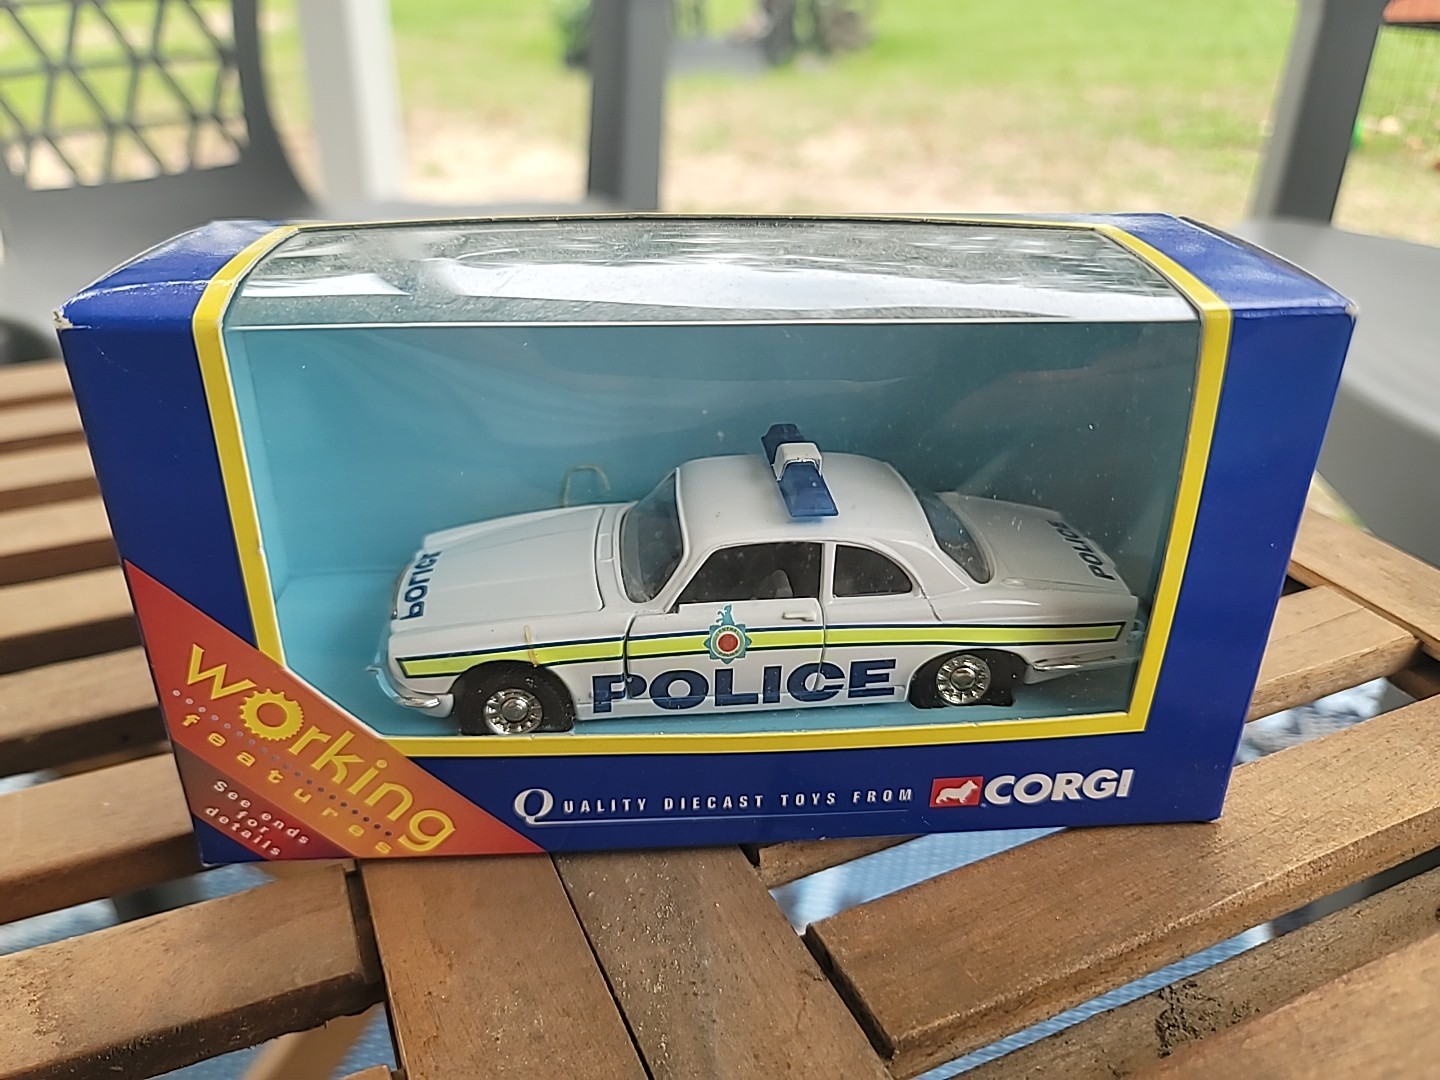 POLICE
POLICE
POLICE
working
features
See ends
for
details
QUALITY DIECAST TOYS FROM CORGI